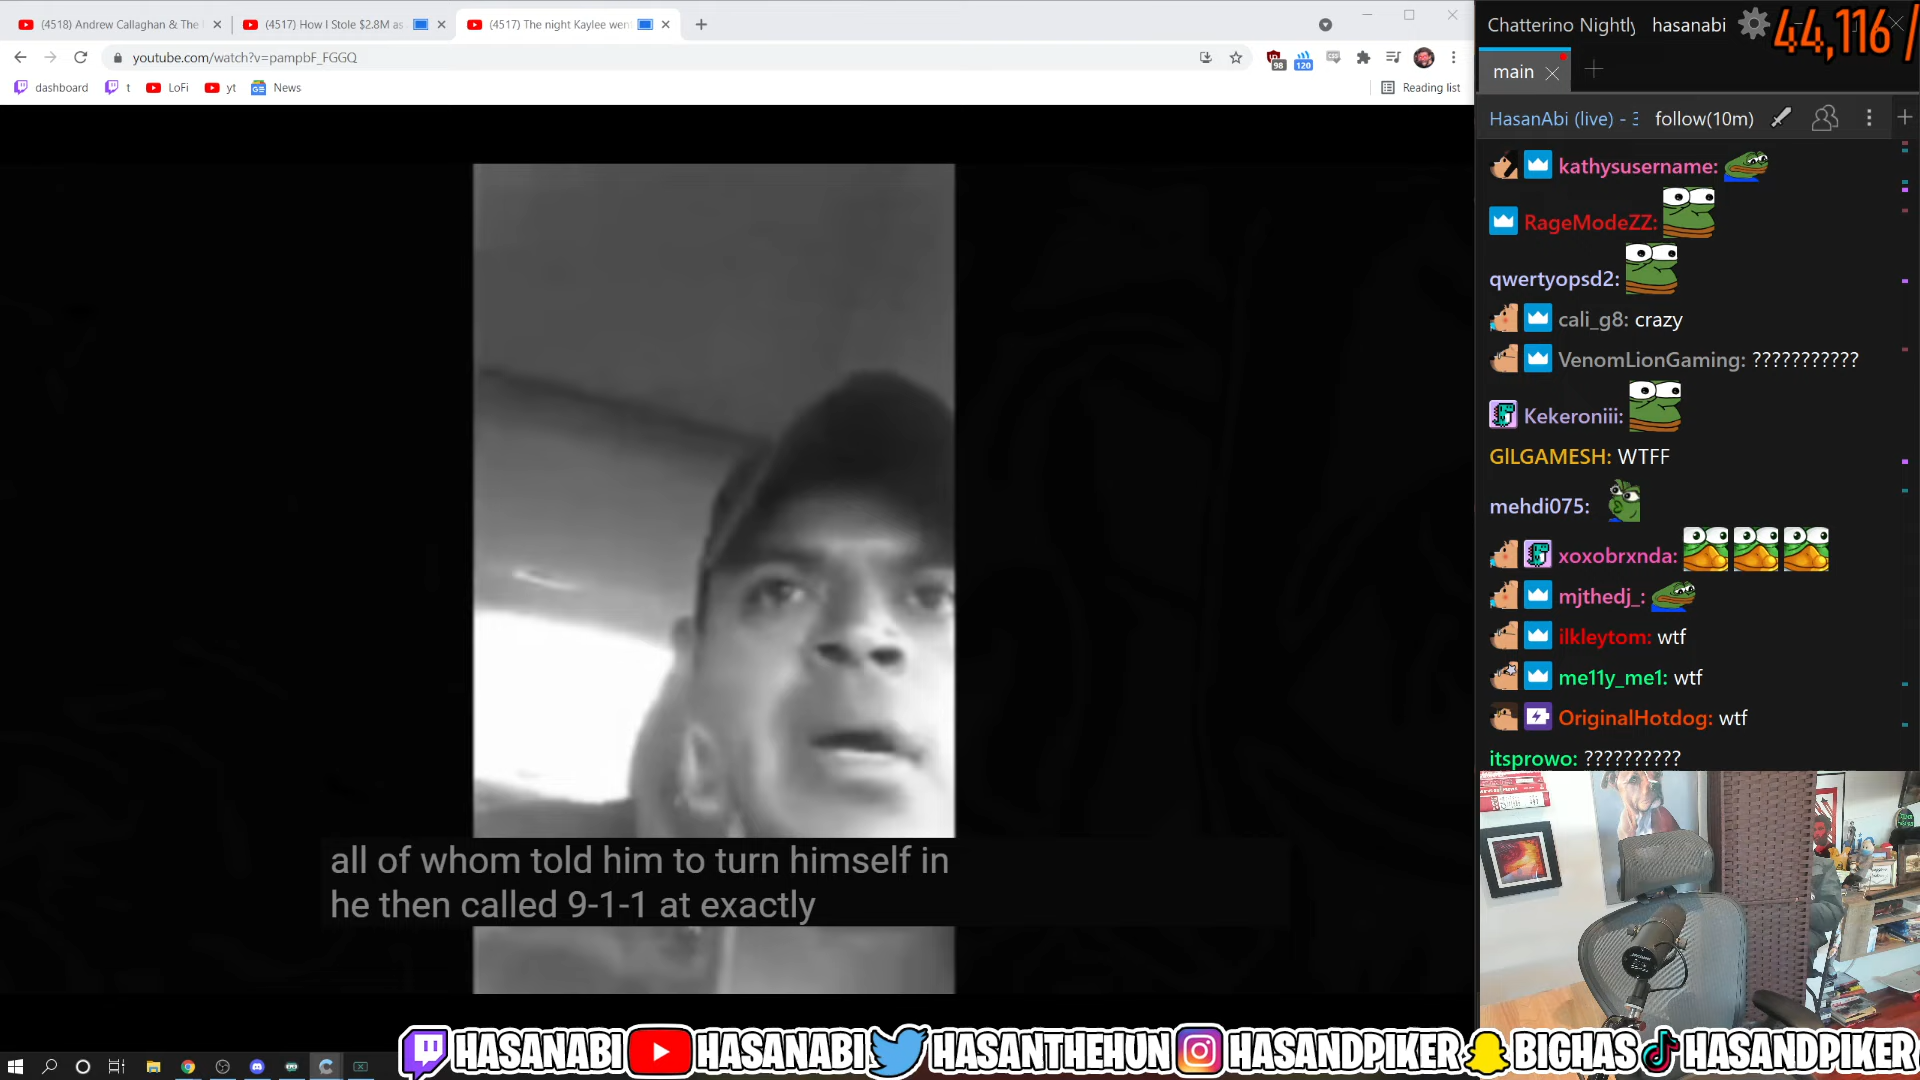 (4518) Andrew Callaghan & The
(4517) How I Stole $2.8M as
(4517) The night Kaylee wen
youtube.com/watch?v=pampbF_FGGQ
98
120
dashboard
t
LoFi
yt
News
Reading list
all of whom told him to turn himself in
he then called 9-1-1 at exactly
Chatterino Nightly
hasanabi
44,116 /
main
HasanAbi (live) - 3
follow(10m)
kathysusername:
RageModeZZ:
qwertyopsd2:
cali_g8: crazy
VenomLionGaming: ???????????
Kekeroniii:
GILGAMESH: WTFF
mehdi075:
xoxobrxnda:
mjthedj_:
ilkleytom: wtf
me11y_me1: wtf
OriginalHotdog: wtf
itsprowo: ??????????
HASANABI HASANABI HASANTHEHUN HASANDPIKER BIGHAS HASANDPIKER